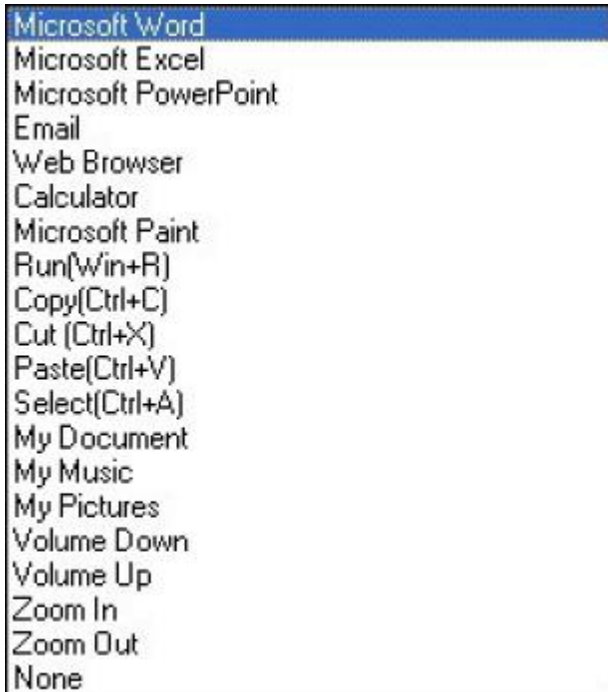 Microsoft Word
Microsoft Excel
Microsoft PowerPoint
Email
Web Browser
Calculator
Microsoft Paint
Run(Win+R)
Copy(Ctrl+C)
Cut (Ctrl+X)
Paste(Ctrl+V)
Select(Ctrl+A)
My Document
My Music
My Pictures
Volume Down
Volume Up
Zoom In
Zoom Out
None